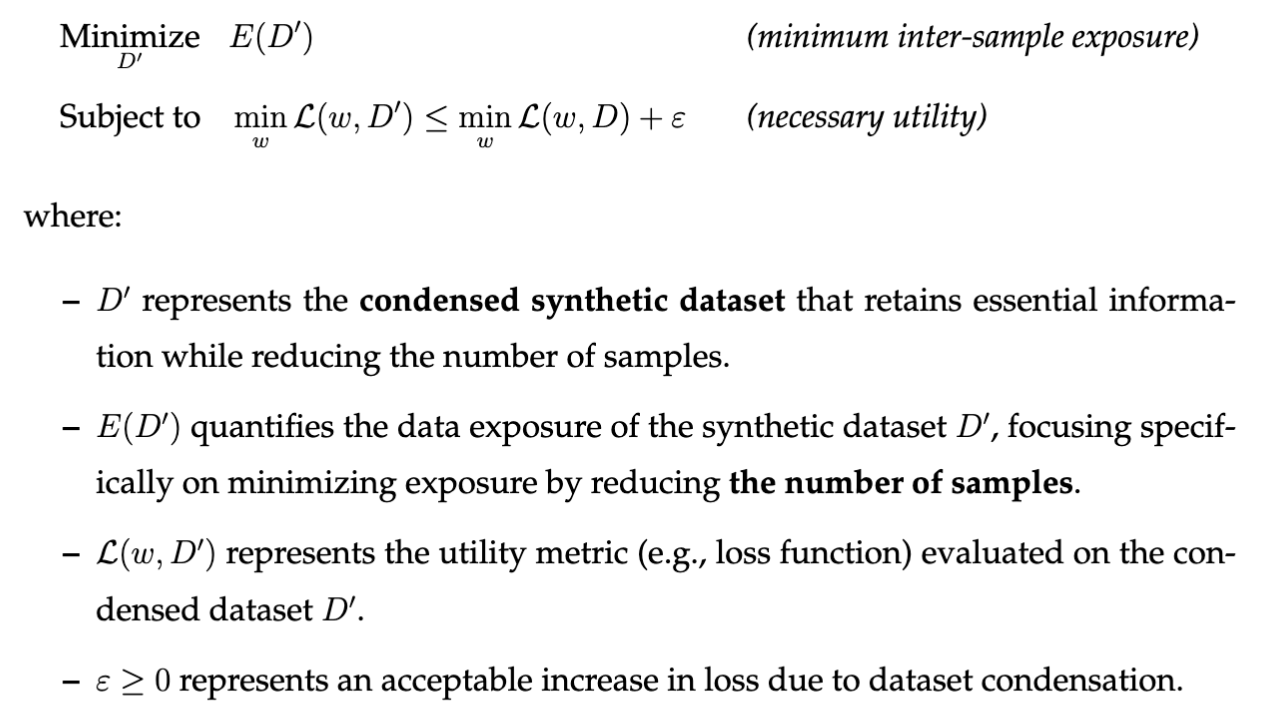 Minimize E(D′) (minimum inter-sample exposure)
D′
Subject to min 𝓛(w, D′) ≤ min 𝓛(w, D) + ε (necessary utility)
w w
where:
– D′ represents the condensed synthetic dataset that retains essential informa-
tion while reducing the number of samples.
– E(D′) quantifies the data exposure of the synthetic dataset D′, focusing specif-
ically on minimizing exposure by reducing the number of samples.
– 𝓛(w, D′) represents the utility metric (e.g., loss function) evaluated on the con-
densed dataset D′.
– ε ≥ 0 represents an acceptable increase in loss due to dataset condensation.